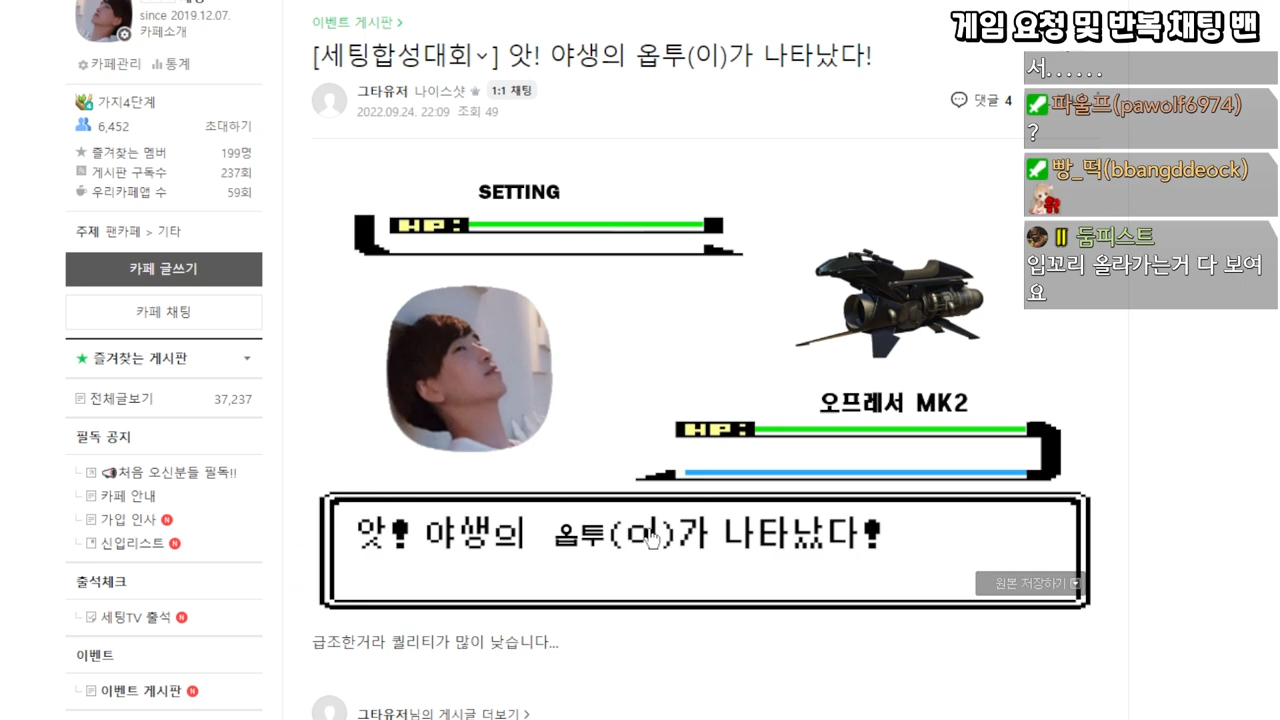 since 2019.12.07.
카페소개
카페관리 통계
가지4단계
6,452 초대하기
즐겨찾는 멤버 199명
게시판 구독수 237회
우리카페앱 수 59회
주제 팬카페 > 기타
카페 글쓰기
카페 채팅
즐겨찾는 게시판
전체글보기 37,237
필독 공지
처음 오신분들 필독!!
카페 안내
가입 인사 N
신입리스트 N
출석체크
세팅TV 출석 N
이벤트
이벤트 게시판 N
이벤트 게시판 >
[세팅합성대회~] 앗! 야생의 옵투(이)가 나타났다!
그타유저 나이스샷 1:1 채팅
2022.09.24. 22:09 조회 49
댓글 4
SETTING
HP:
오프레서 MK2
HP:
앗! 야생의 옵투(이)가 나타났다!
원본 저장하기
급조한거라 퀄리티가 많이 낮습니다...
그타유저님의 게시글 더보기 >
게임 요청 및 반복 채팅 밴
서......
파울프(pawolf6974)
?
빵_떡(bbangddeock)
둠피스트
입꼬리 올라가는거 다 보여
요